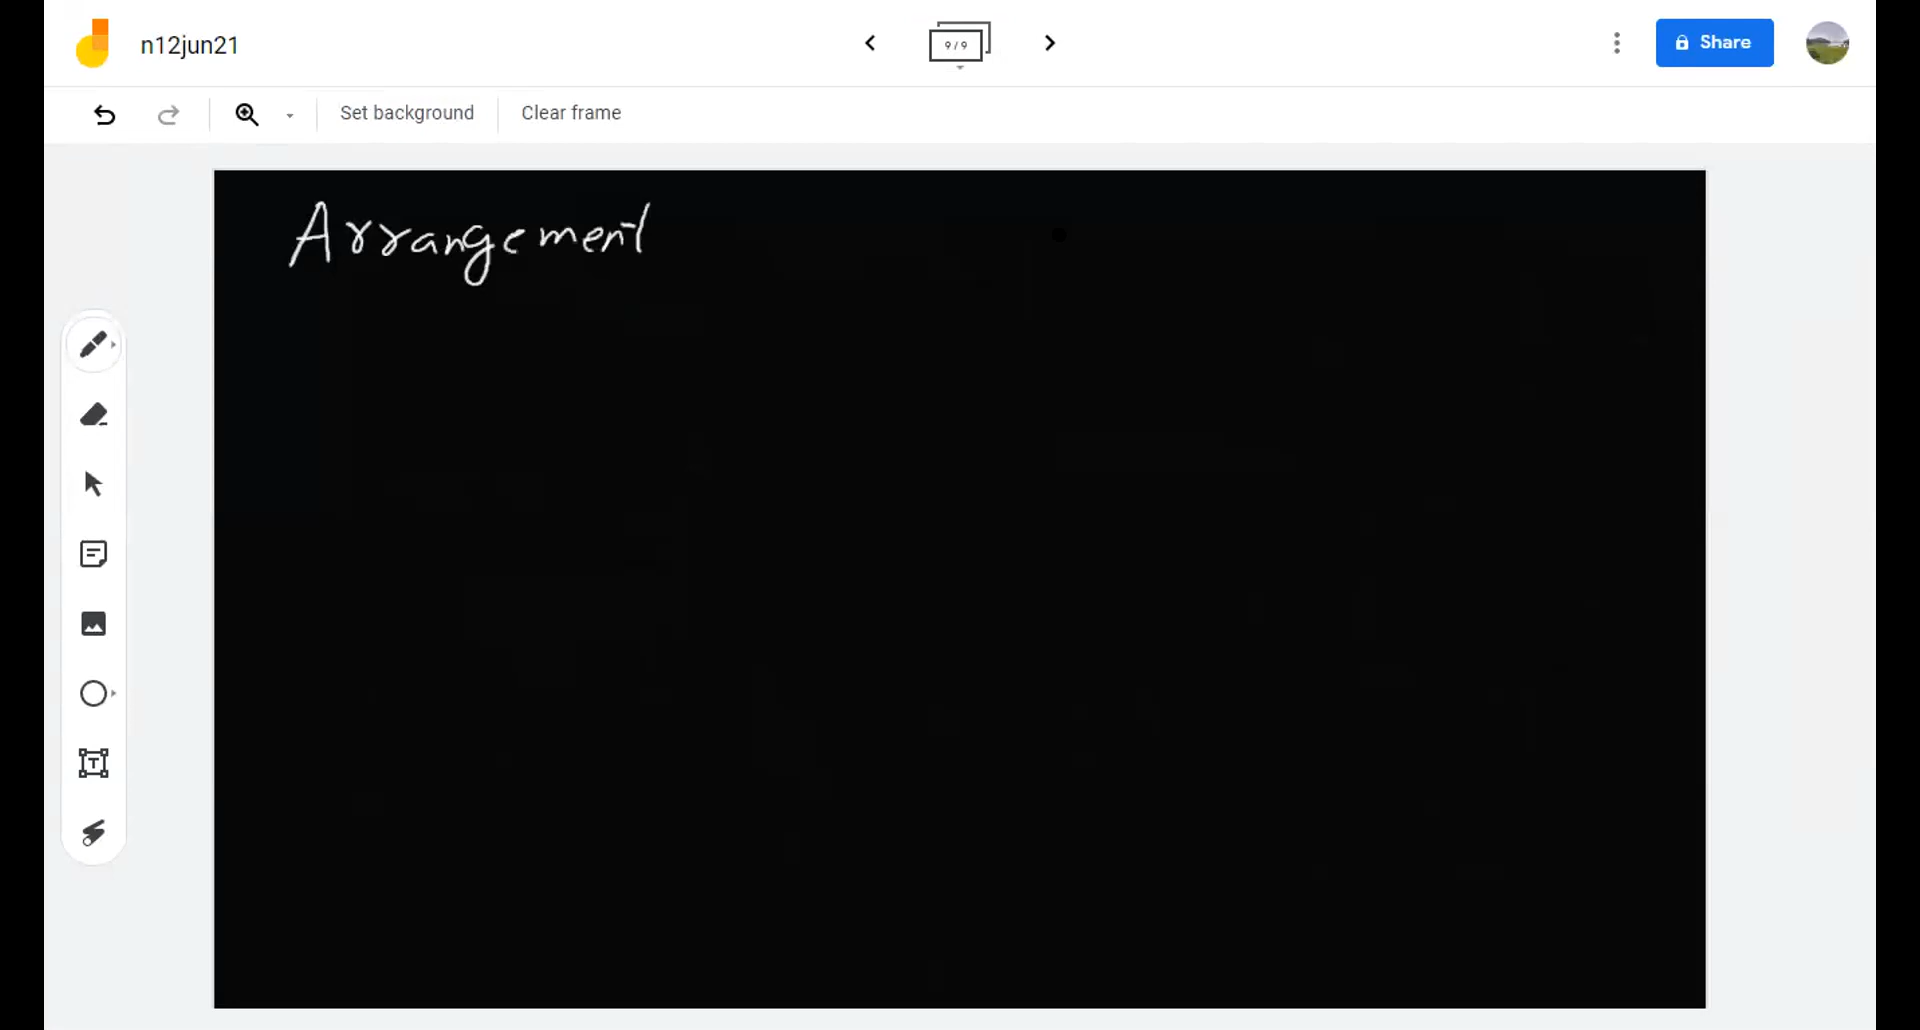 n12jun21
9/9
Share
Set background
Clear frame
Arrangement